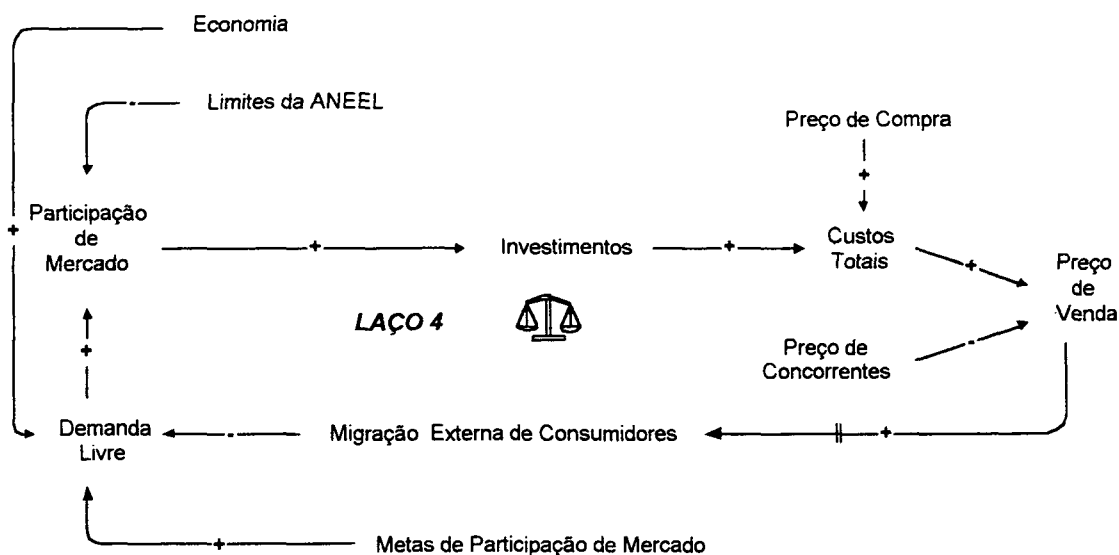 Economia
+
Limites da ANEEL
-
Preço de Compra
+
Participação
de
Mercado
+
Investimentos
+
Custos
Totais
+
Preço
de
Venda
LAÇO 4
Preço de
Concorrentes
-
+
+
Demanda
Livre
-
Migração Externa de Consumidores
+
+
Metas de Participação de Mercado